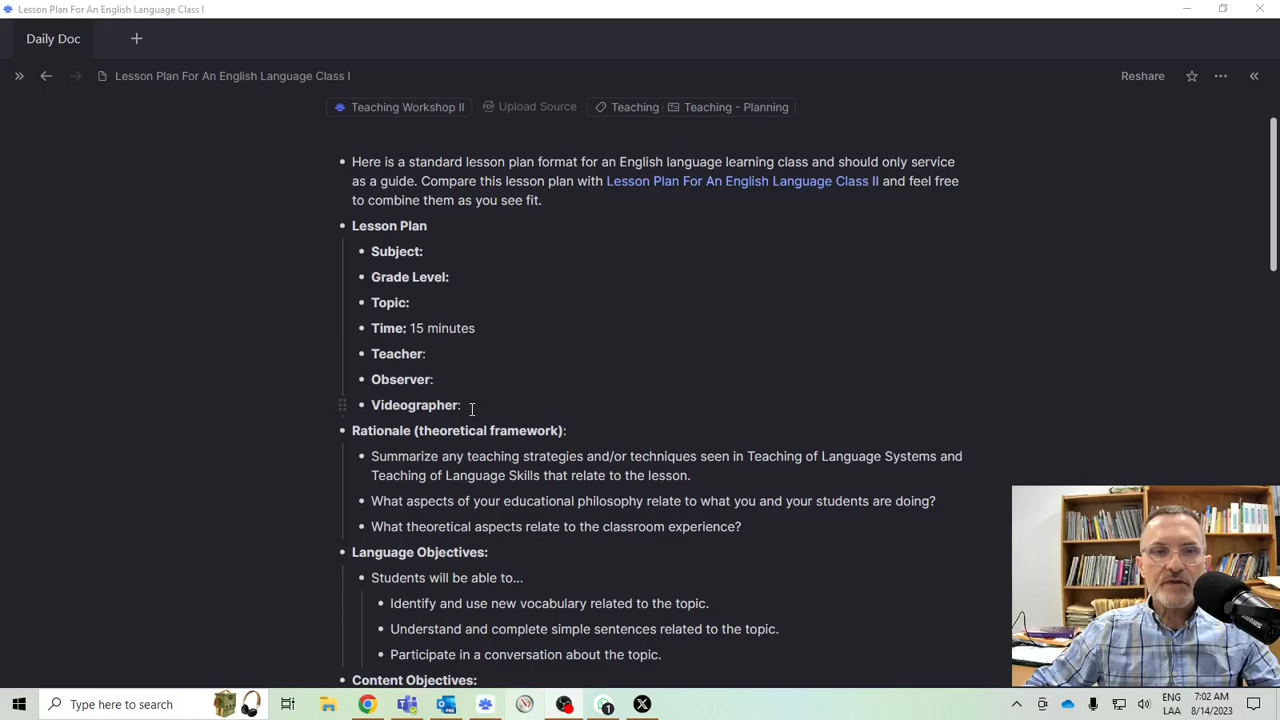 Lesson Plan For An English Language Class I
Daily Doc
Lesson Plan For An English Language Class I
Reshare
Teaching Workshop II
Upload Source
Teaching
Teaching - Planning
Here is a standard lesson plan format for an English language learning class and should only service
as a guide. Compare this lesson plan with Lesson Plan For An English Language Class II and feel free
to combine them as you see fit.
Lesson Plan
Subject:
Grade Level:
Topic:
Time: 15 minutes
Teacher:
Observer:
Videographer:
Rationale (theoretical framework):
Summarize any teaching strategies and/or techniques seen in Teaching of Language Systems and
Teaching of Language Skills that relate to the lesson.
What aspects of your educational philosophy relate to what you and your students are doing?
What theoretical aspects relate to the classroom experience?
Language Objectives:
Students will be able to...
Identify and use new vocabulary related to the topic.
Understand and complete simple sentences related to the topic.
Participate in a conversation about the topic.
Content Objectives:
Type here to search
1
ENG
LAA
7:02 AM
8/14/2023